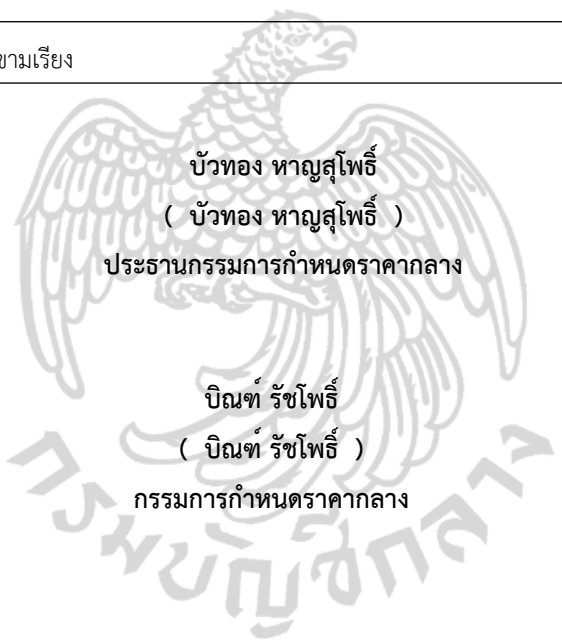 ขามเรียง
บัวทอง หาญสุโพธิ์
( บัวทอง หาญสุโพธิ์ )
ประธานกรรมการกำหนดราคากลาง
บิณฑ์ รัชโพธิ์
( บิณฑ์ รัชโพธิ์ )
กรรมการกำหนดราคากลาง
กรมบัญชีกลาง